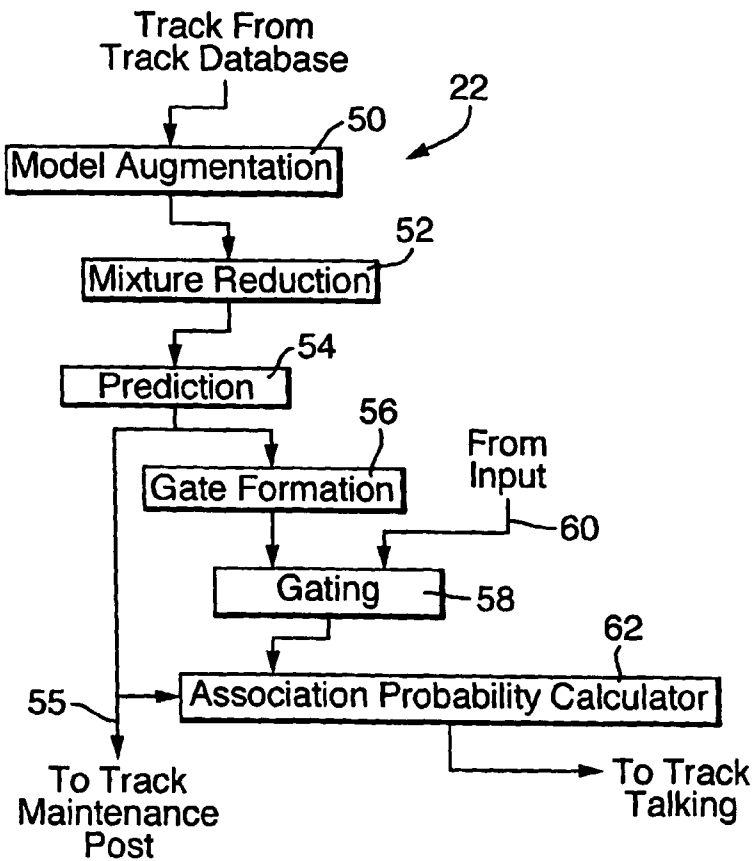 Track From
Track Database
22
50
Model Augmentation
52
Mixture Reduction
54
Prediction
56
From
Input
Gate Formation
60
Gating
58
62
Association Probability Calculator
55
To Track
Maintenance
Post
To Track
Talking